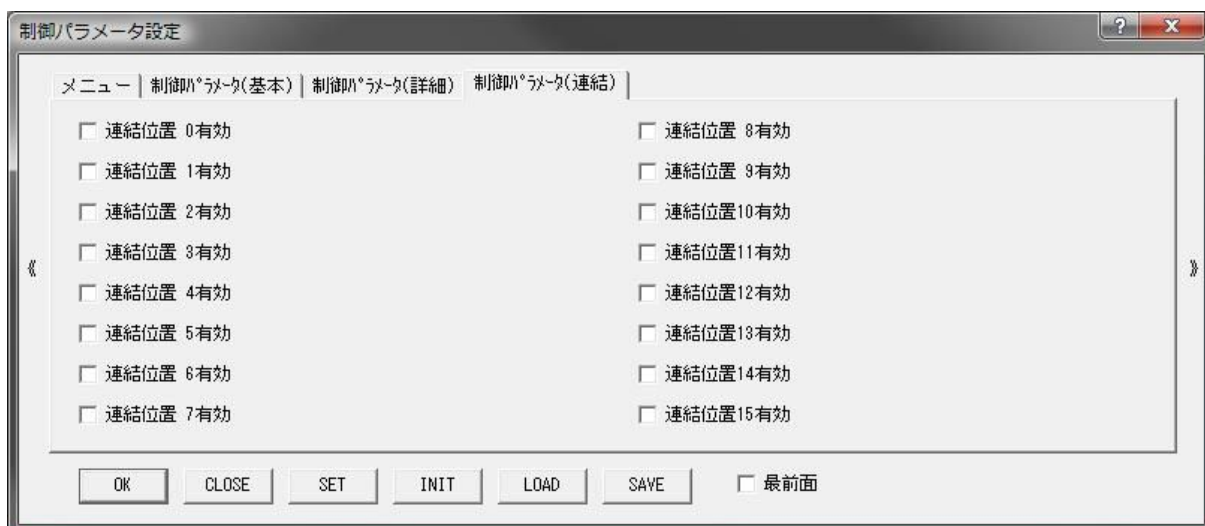 制御パラメータ設定
?
X
メニュー
制御ﾊﾟﾗﾒｰﾀ(基本)
制御ﾊﾟﾗﾒｰﾀ(詳細)
制御ﾊﾟﾗﾒｰﾀ(連結)
連結位置 0有効
連結位置 1有効
連結位置 2有効
連結位置 3有効
連結位置 4有効
連結位置 5有効
連結位置 6有効
連結位置 7有効
連結位置 8有効
連結位置 9有効
連結位置10有効
連結位置11有効
連結位置12有効
連結位置13有効
連結位置14有効
連結位置15有効
《
》
OK
CLOSE
SET
INIT
LOAD
SAVE
最前面